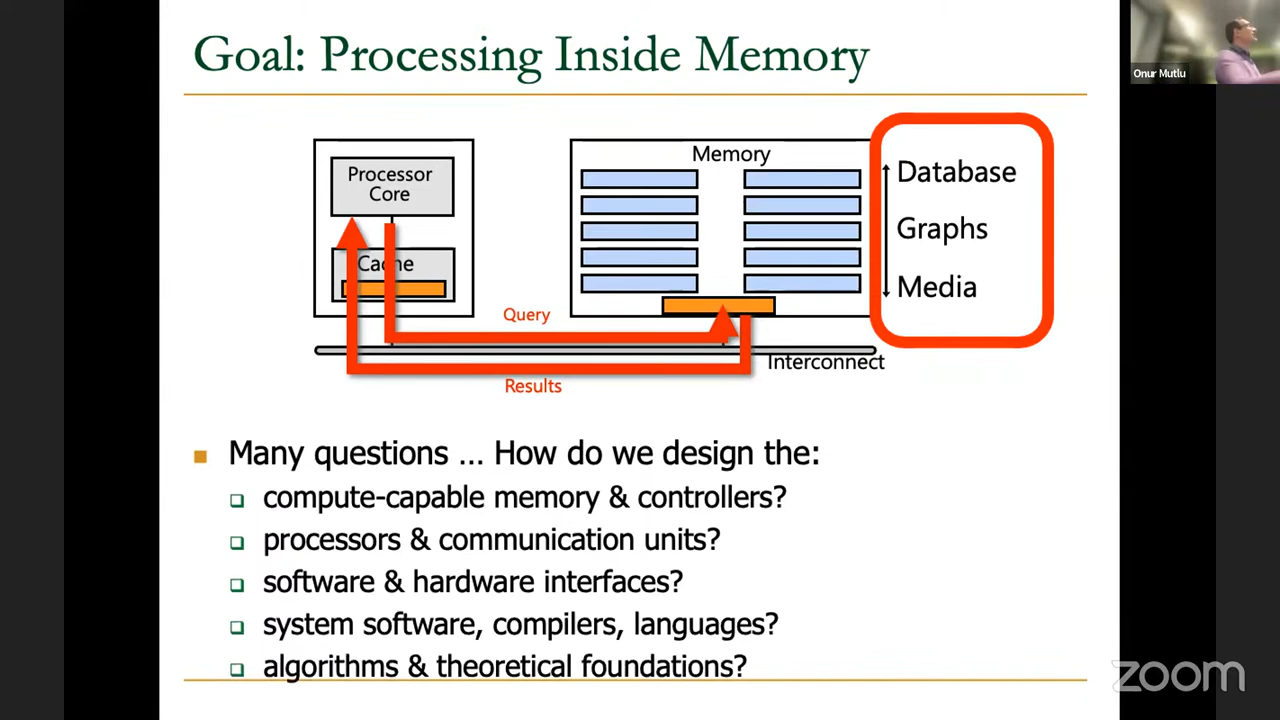 Goal: Processing Inside Memory
Onur Mutlu
Processor
Core
Cache
Memory
Database
Graphs
Media
Query
Interconnect
Results
Many questions … How do we design the:
compute-capable memory & controllers?
processors & communication units?
software & hardware interfaces?
system software, compilers, languages?
algorithms & theoretical foundations?
zoom